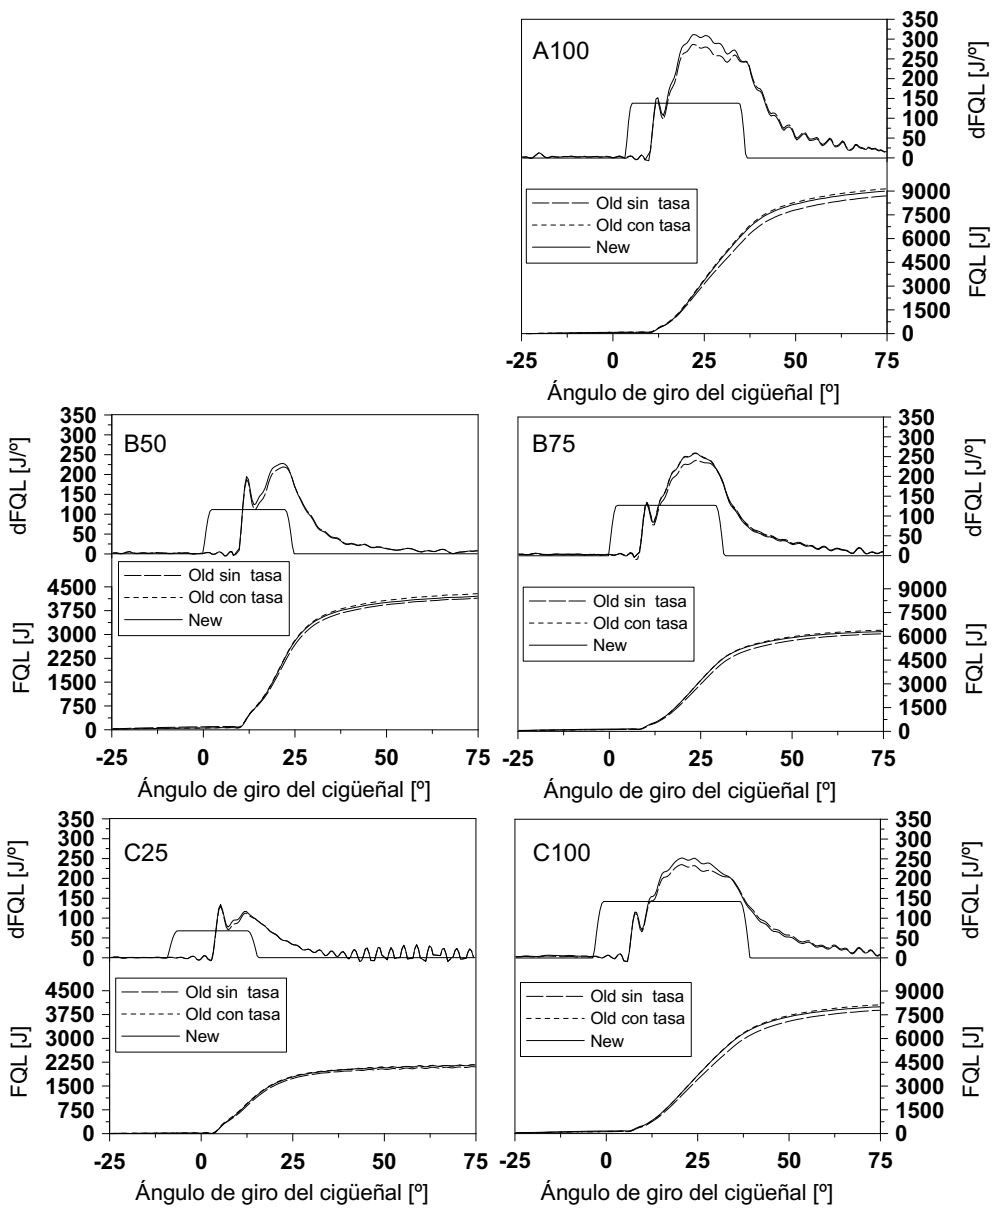 A100
350
300
250
200
150
100
50
0
dFQL [J/º]
Old sin tasa
Old con tasa
New
9000
7500
6000
4500
3000
1500
0
FQL [J]
-25 0 25 50 75
Ángulo de giro del cigüeñal [º]
B50
350
300
250
200
150
100
50
0
dFQL [J/º]
Old sin tasa
Old con tasa
New
4500
3750
3000
2250
1500
750
0
FQL [J]
-25 0 25 50 75
Ángulo de giro del cigüeñal [º]
B75
350
300
250
200
150
100
50
0
dFQL [J/º]
Old sin tasa
Old con tasa
New
9000
7500
6000
4500
3000
1500
0
FQL [J]
-25 0 25 50 75
Ángulo de giro del cigüeñal [º]
C25
350
300
250
200
150
100
50
0
dFQL [J/º]
Old sin tasa
Old con tasa
New
4500
3750
3000
2250
1500
750
0
FQL [J]
-25 0 25 50 75
Ángulo de giro del cigüeñal [º]
C100
350
300
250
200
150
100
50
0
dFQL [J/º]
Old sin tasa
Old con tasa
New
9000
7500
6000
4500
3000
1500
0
FQL [J]
-25 0 25 50 75
Ángulo de giro del cigüeñal [º]